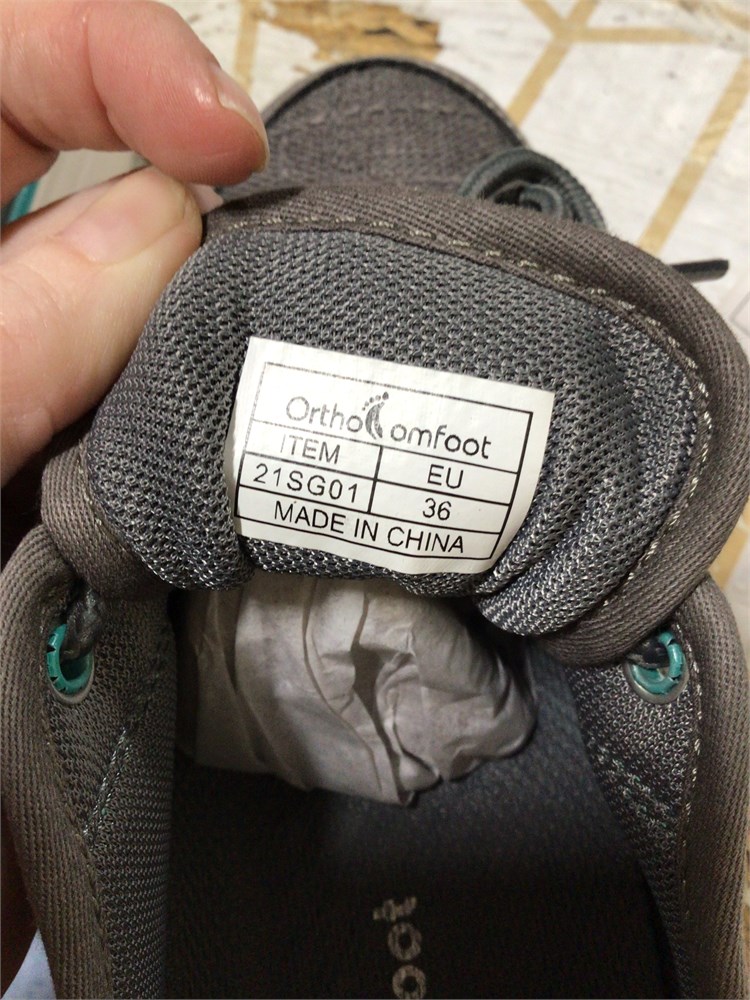 OrthoComfoot
ITEM EU
21SG01 36
MADE IN CHINA